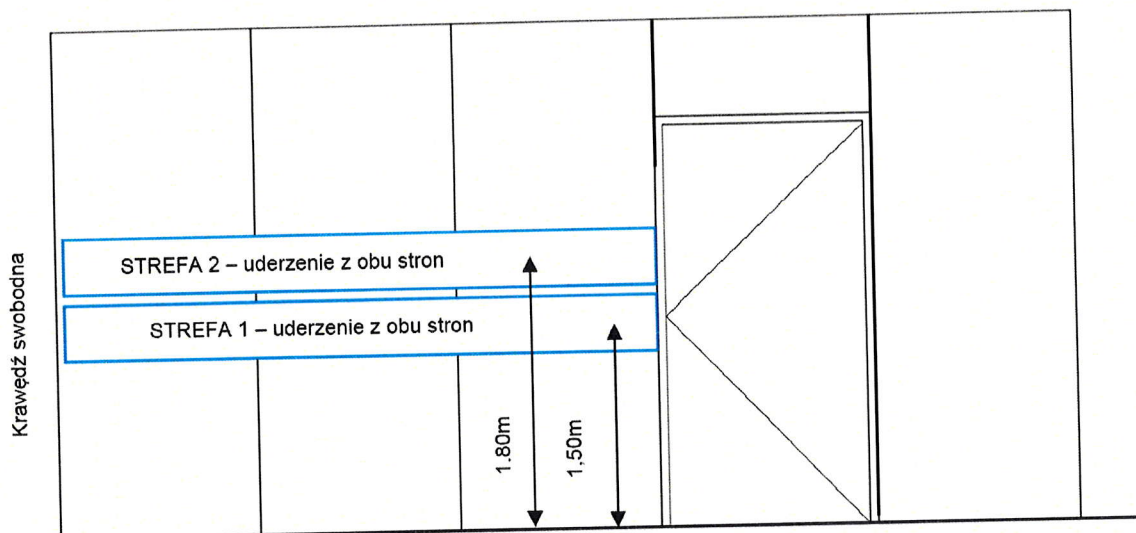 STREFA 2 – uderzenie z obu stron
STREFA 1 – uderzenie z obu stron
Krawędź swobodna
1.80m
1,50m